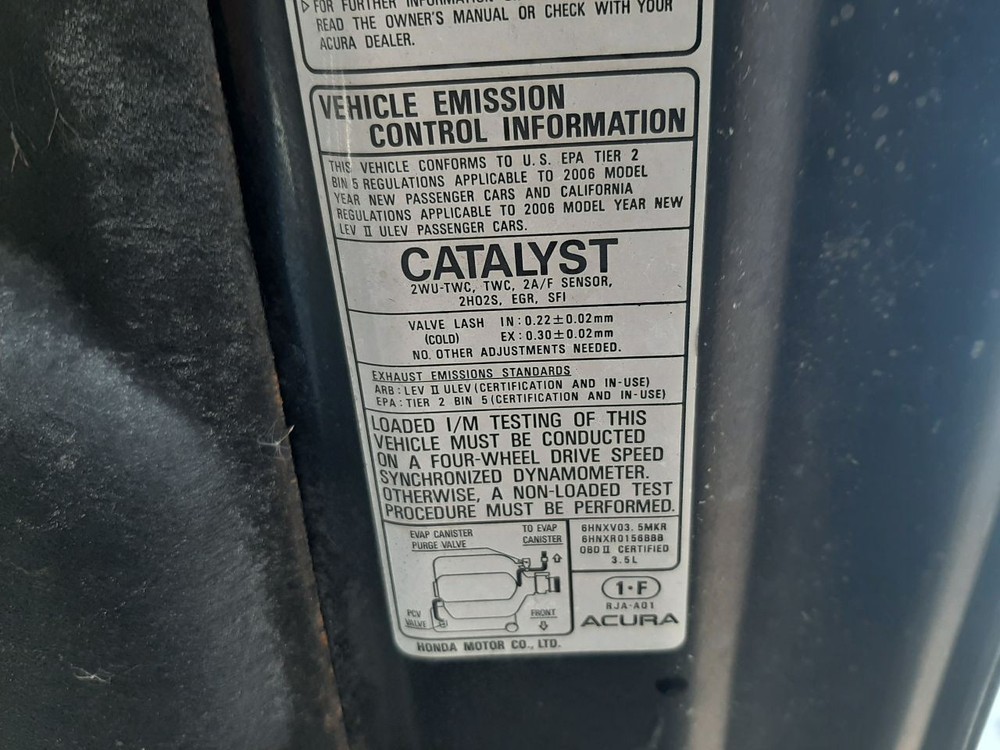 ▷ FOR FURTHER INFORMATION
READ THE OWNER'S MANUAL OR CHECK WITH YOUR
ACURA DEALER.
VEHICLE EMISSION
CONTROL INFORMATION
THIS VEHICLE CONFORMS TO U.S. EPA TIER 2
BIN 5 REGULATIONS APPLICABLE TO 2006 MODEL
YEAR NEW PASSENGER CARS AND CALIFORNIA
REGULATIONS APPLICABLE TO 2006 MODEL YEAR NEW
LEV II ULEV PASSENGER CARS.
CATALYST
2WU-TWC, TWC, 2A/F SENSOR,
2HO2S, EGR, SFI
VALVE LASH IN : 0.22±0.02mm
(COLD) EX : 0.30±0.02mm
NO. OTHER ADJUSTMENTS NEEDED.
EXHAUST EMISSIONS STANDARDS
ARB : LEV II ULEV (CERTIFICATION AND IN-USE)
EPA : TIER 2 BIN 5 (CERTIFICATION AND IN-USE)
LOADED I/M TESTING OF THIS
VEHICLE MUST BE CONDUCTED
ON A FOUR-WHEEL DRIVE SPEED
SYNCHRONIZED DYNAMOMETER.
OTHERWISE, A NON-LOADED TEST
PROCEDURE MUST BE PERFORMED.
EVAP CANISTER
PURGE VALVE
TO EVAP
CANISTER
PCV
VALVE
FRONT
6HNXV03.5MKR
6HNXR0156BBB
OBD II CERTIFIED
3.5L
1·F
RJA-A01
ACURA
HONDA MOTOR CO., LTD.